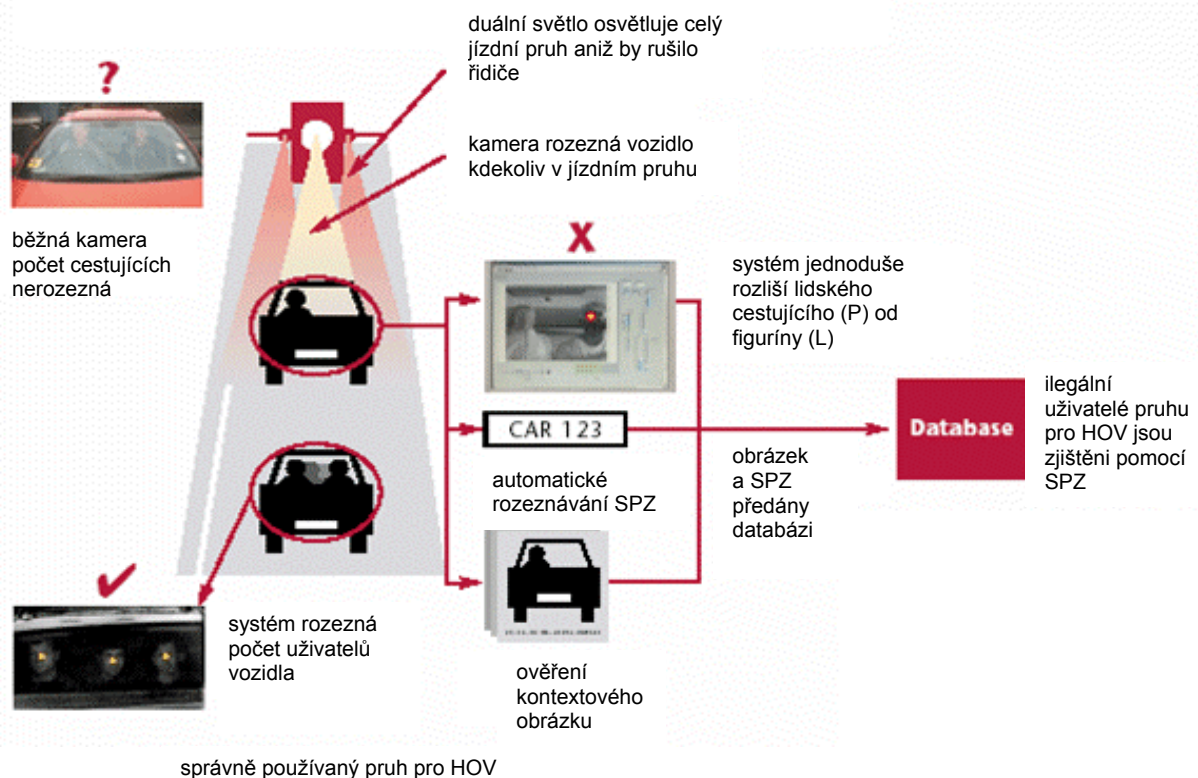 duální světlo osvětluje celý
jízdní pruh aniž by rušilo
řidiče
?
kamera rozezná vozidlo
kdekoliv v jízdním pruhu
běžná kamera
počet cestujících
nerozezná
X
systém jednoduše
rozliší lidského
cestujícího (P) od
figuríny (L)
CAR 123
automatické
rozeznávání SPZ
obrázek
a SPZ
předány
databázi
Database
ilegální
uživatelé pruhu
pro HOV jsou
zjištěni pomocí
SPZ
systém rozezná
počet uživatelů
vozidla
ověření
kontextového
obrázku
správně používaný pruh pro HOV